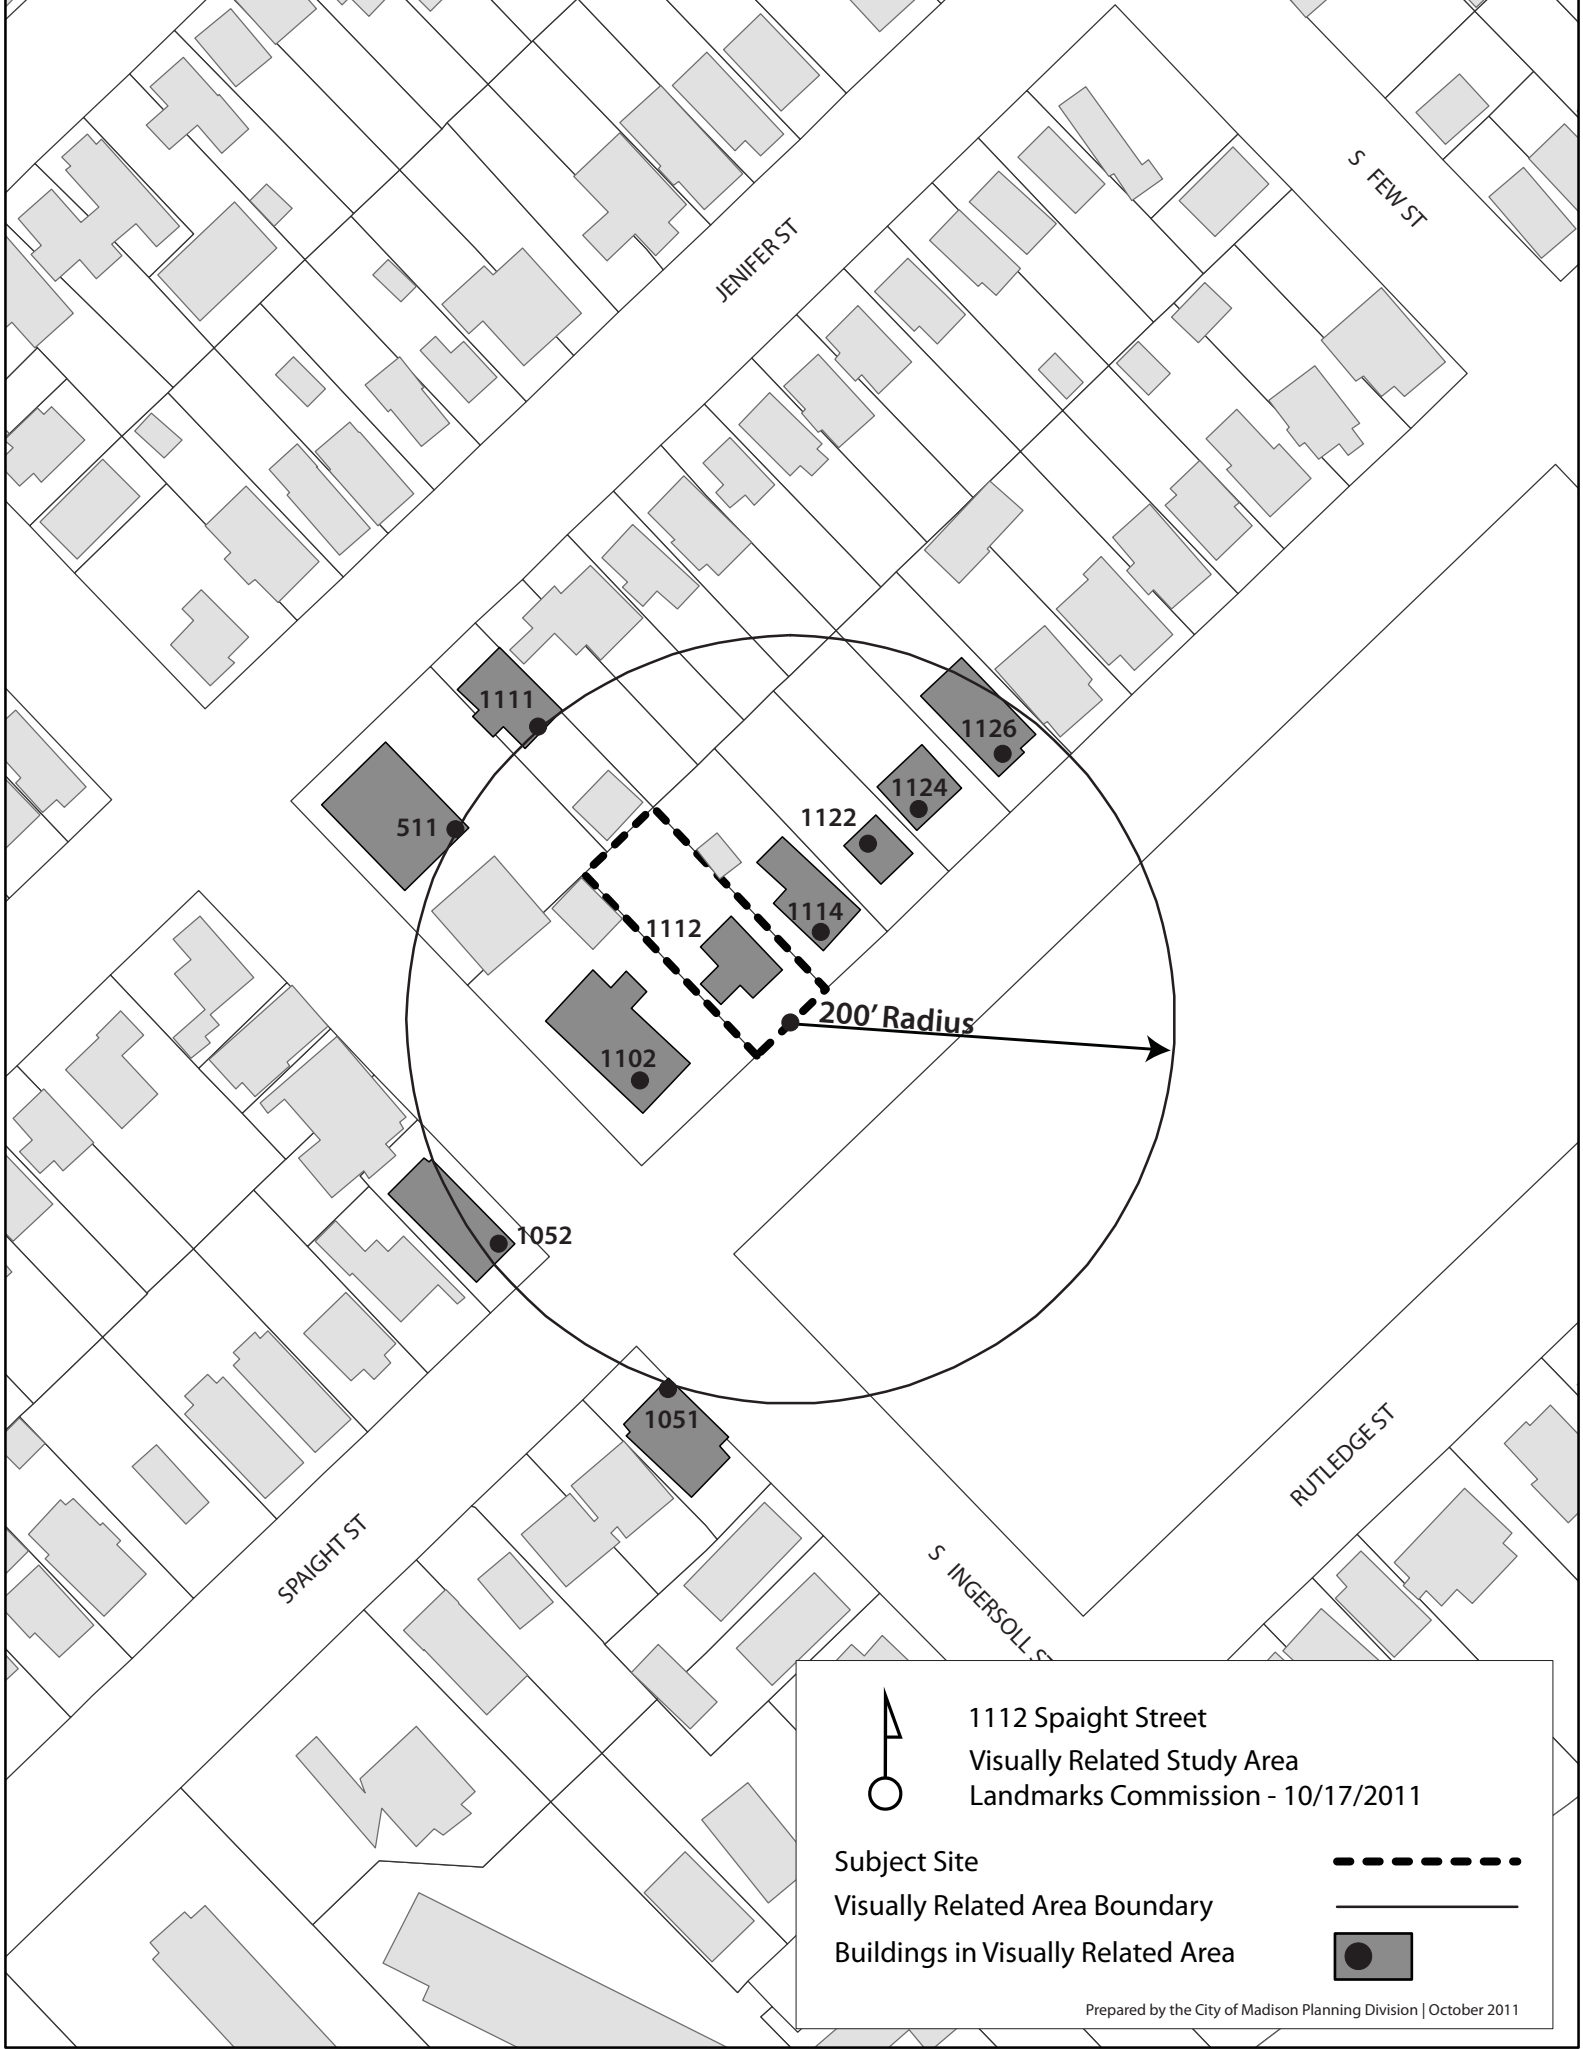 S FEW ST
JENIFER ST
1111
1126
1124
1122
511
1114
1112
200’ Radius
1102
1052
1051
RUTLEDGE ST
SPAIGHT ST
S INGERSOLL ST
1112 Spaight Street
Visually Related Study Area
Landmarks Commission - 10/17/2011
Subject Site
Visually Related Area Boundary
Buildings in Visually Related Area
Prepared by the City of Madison Planning Division | October 2011